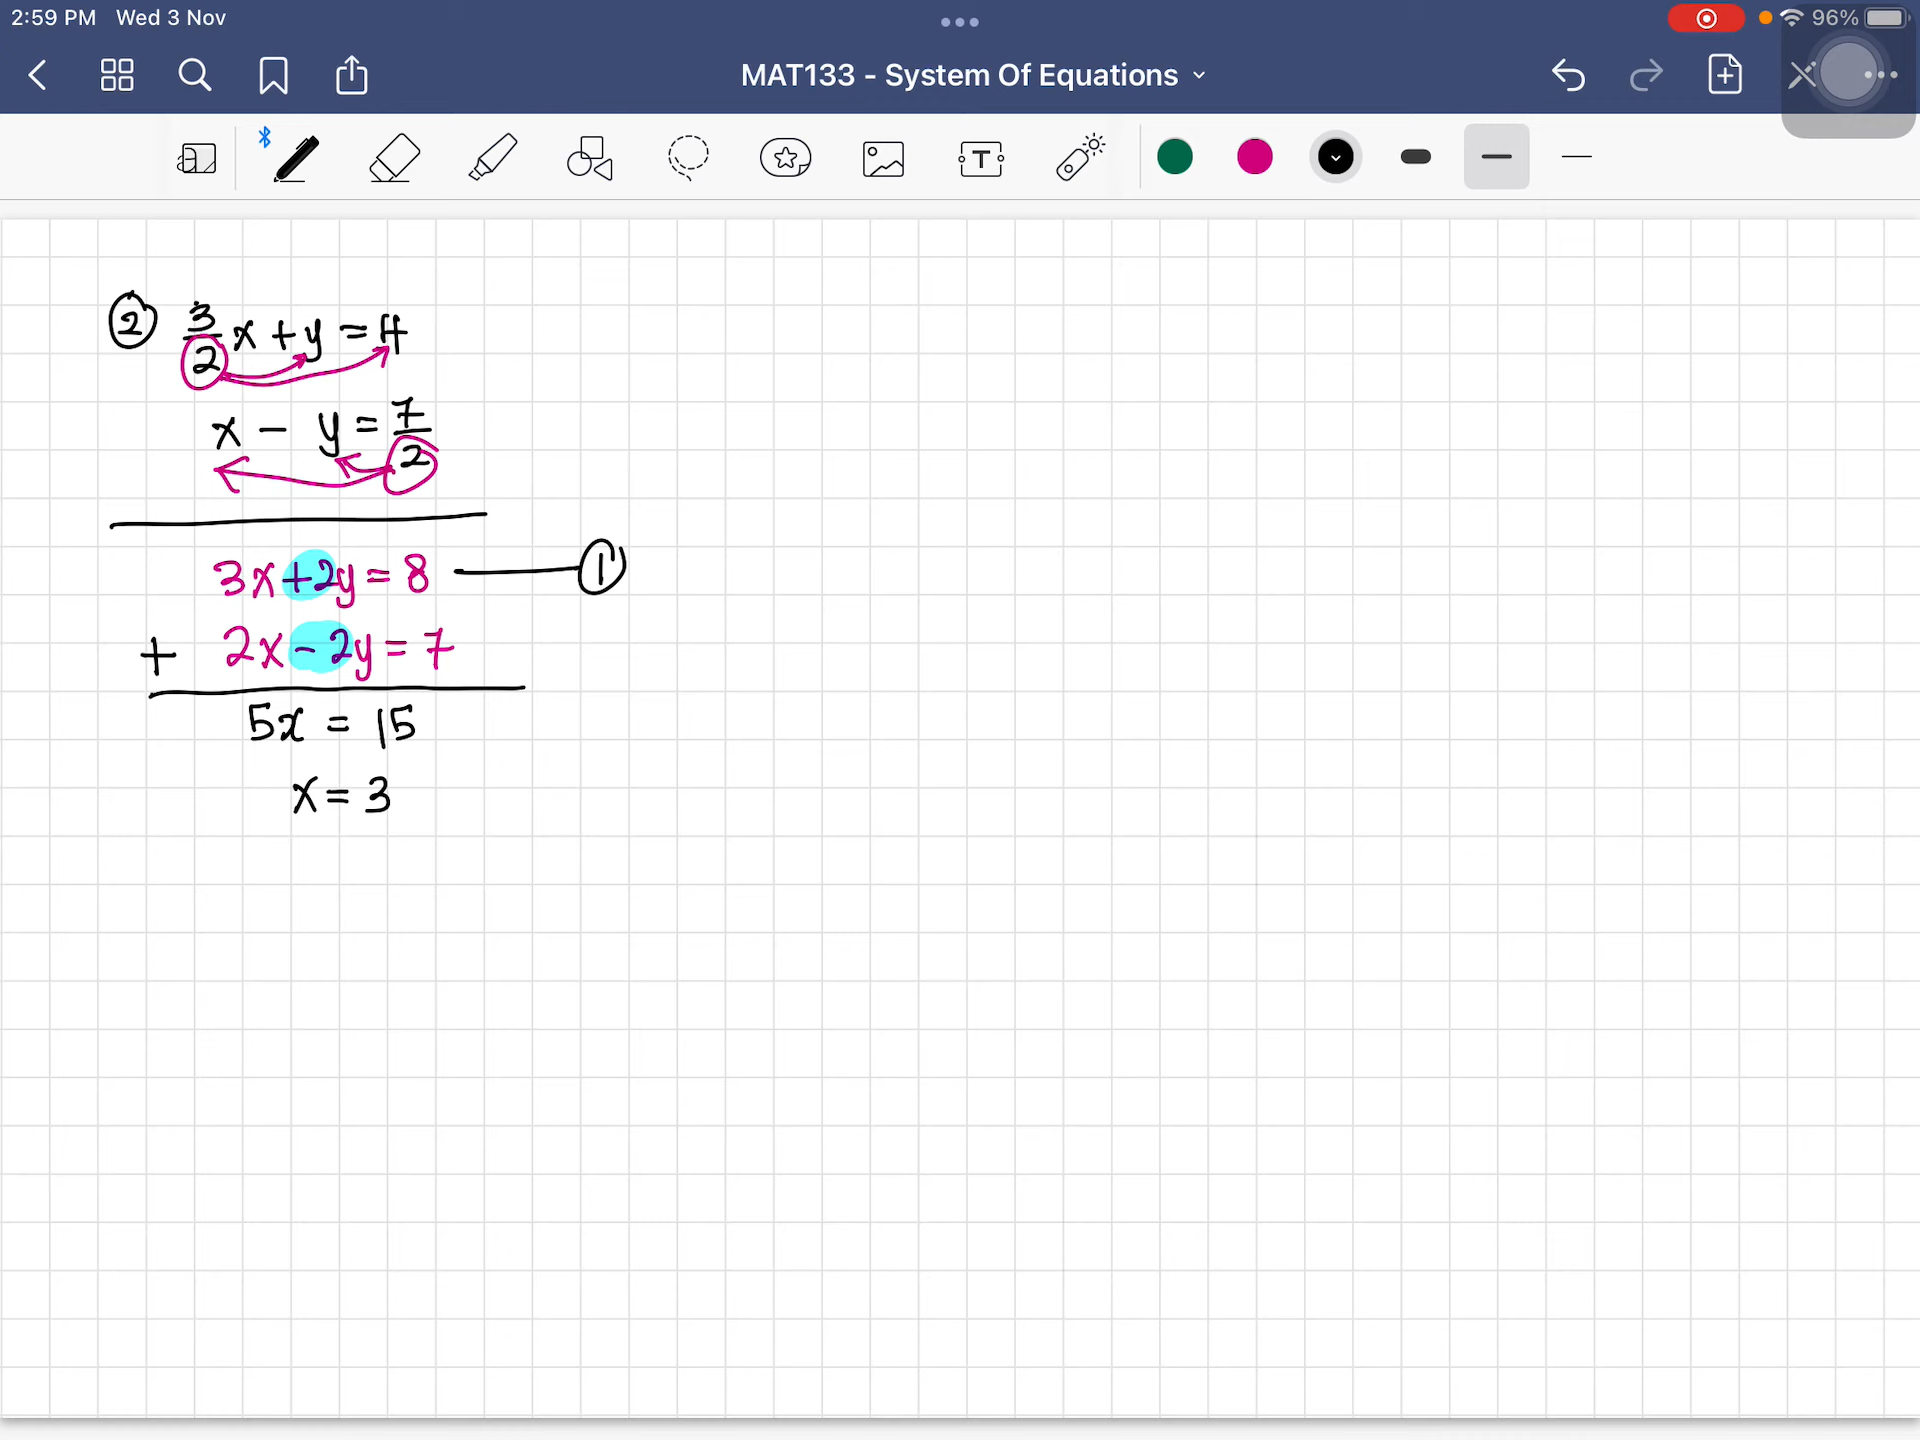 2:59 PM Wed 3 Nov
96%
MAT133 - System Of Equations
② 3/2 x + y = 4
x - y = 7/2
3x + 2y = 8 ——— ①
+ 2x - 2y = 7
5x = 15
x = 3